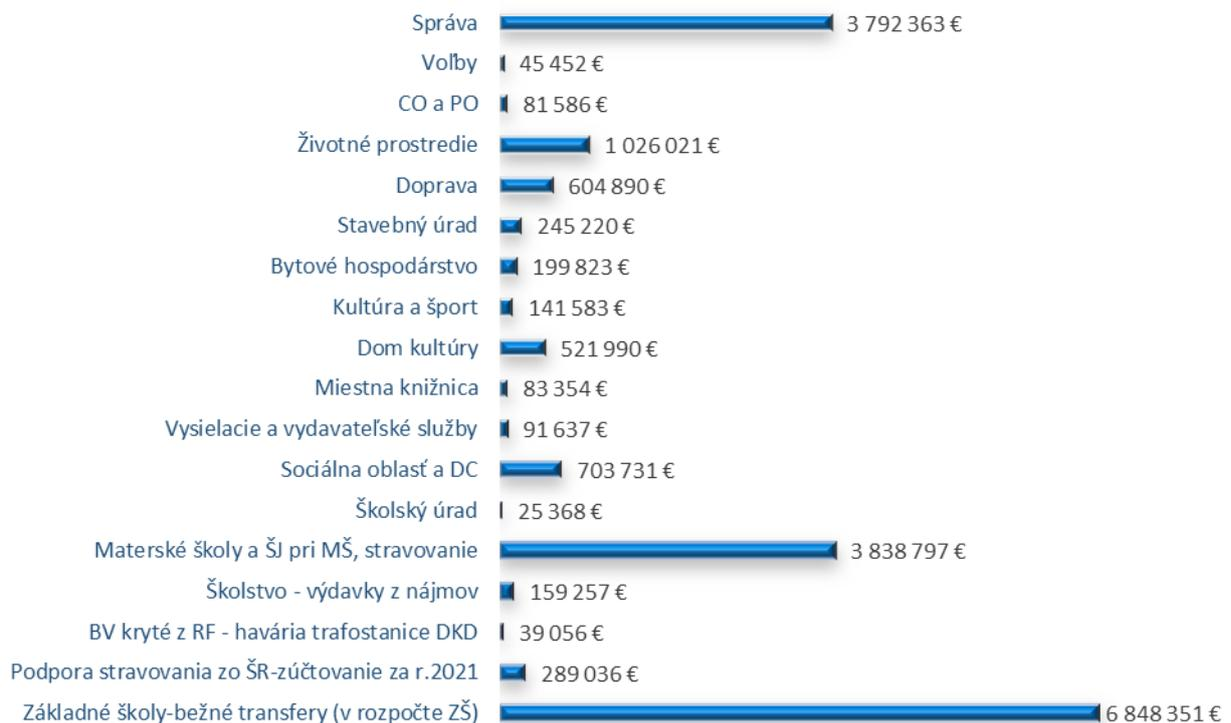 Správa 3 792 363 €
Voľby 45 452 €
CO a PO 81 586 €
Životné prostredie 1 026 021 €
Doprava 604 890 €
Stavebný úrad 245 220 €
Bytové hospodárstvo 199 823 €
Kultúra a šport 141 583 €
Dom kultúry 521 990 €
Miestna knižnica 83 354 €
Vysielacie a vydavateľské služby 91 637 €
Sociálna oblasť a DC 703 731 €
Školský úrad 25 368 €
Materské školy a ŠJ pri MŠ, stravovanie 3 838 797 €
Školstvo - výdavky z nájmov 159 257 €
BV kryté z RF - havária trafostanice DKD 39 056 €
Podpora stravovania zo ŠR-zúčtovanie za r.2021 289 036 €
Základné školy-bežné transfery (v rozpočte ZŠ) 6 848 351 €